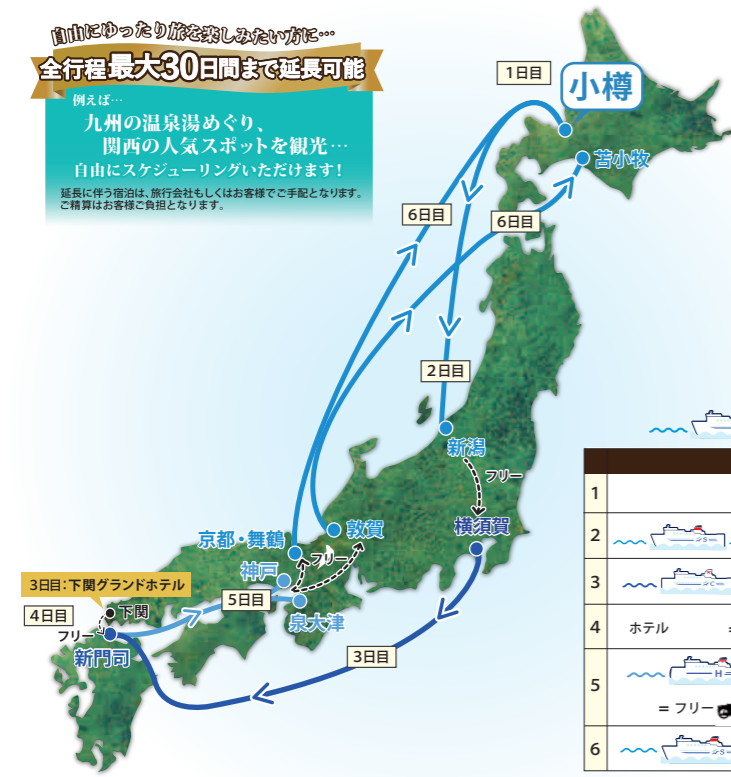 自由にゆったり旅を楽しみたい方に…
全行程最大30日間まで延長可能
例えば…
九州の温泉湯めぐり、
関西の人気スポットを観光…
自由にスケジューリングいただけます!
延長に伴う宿泊は、旅行会社もしくはお客様でご手配となります。
ご精算はお客様ご負担となります。
1日目
小樽
苫小牧
6日目
6日目
2日目
新潟
フリー
横須賀
敦賀
京都・舞鶴
フリー
神戸
3日目:下関グランドホテル
5日目
4日目
下関
泉大津
フリー
新門司
3日目
1
2
S
3
C
4 ホテル =
5
H
= フリー
6
S